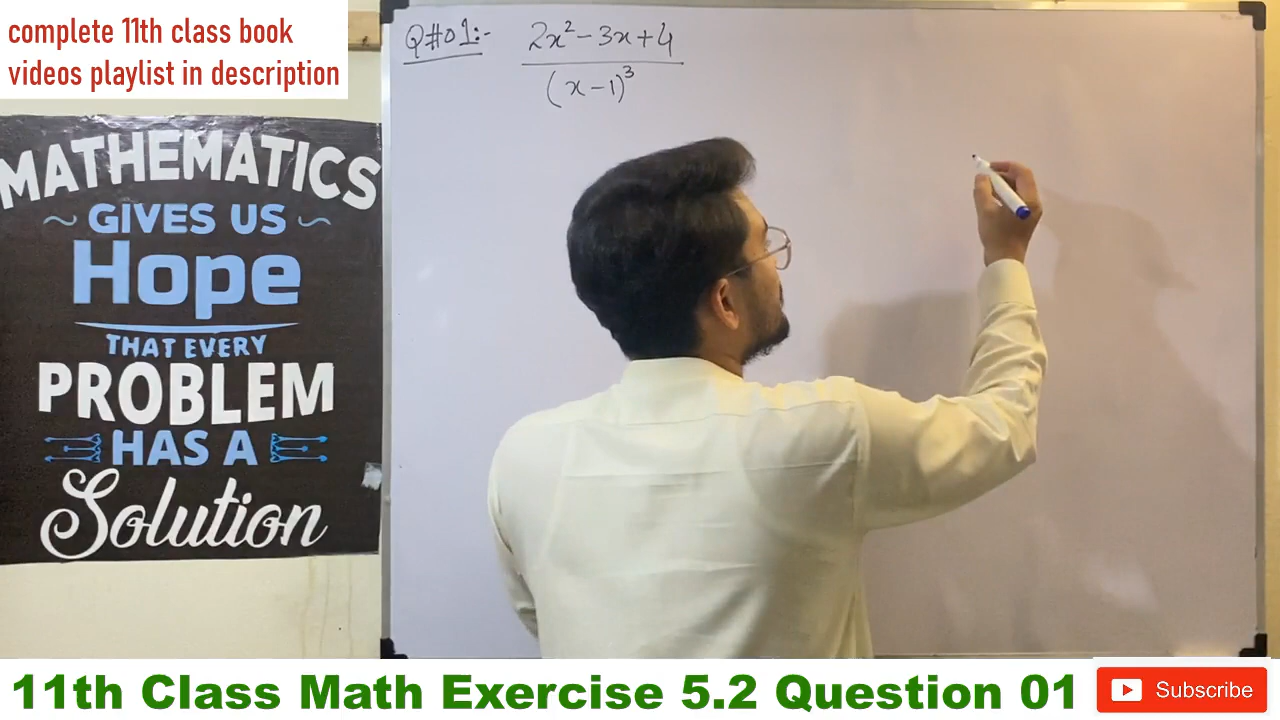 complete 11th class book
videos playlist in description
MATHEMATICS
~ GIVES US ~
Hope
THAT EVERY
PROBLEM
HAS A
Solution
Q#01:- 2x² - 3x + 4
(x - 1)³
11th Class Math Exercise 5.2 Question 01
Subscribe